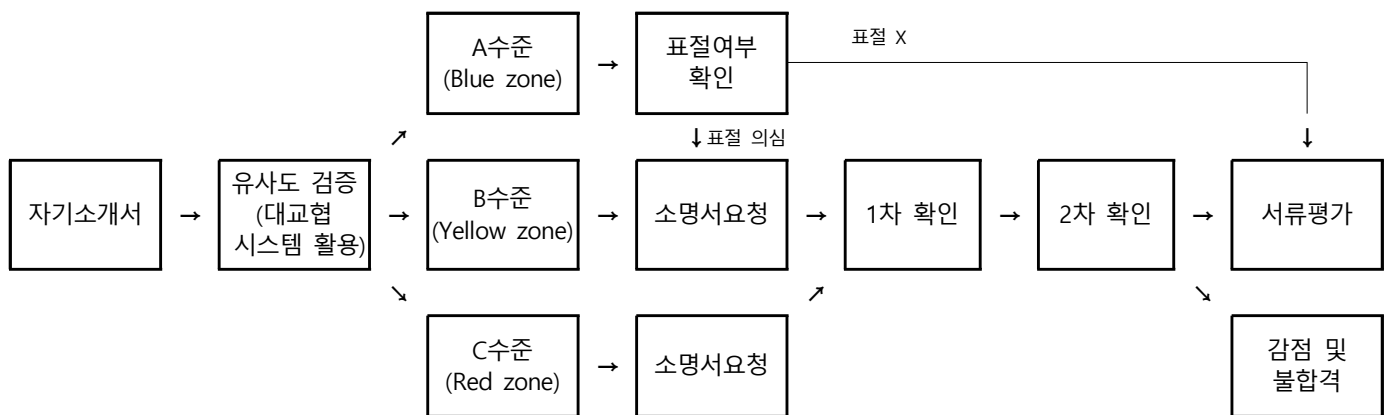 A수준
(Blue zone)
→
표절여부
확인
표절 X
↗
↓표절 의심
↓
자기소개서
→
유사도 검증
(대교협
시스템 활용)
→
B수준
(Yellow zone)
→
소명서요청
→
1차 확인
→
2차 확인
→
서류평가
↘
↗
↘
C수준
(Red zone)
→
소명서요청
감점 및
불합격